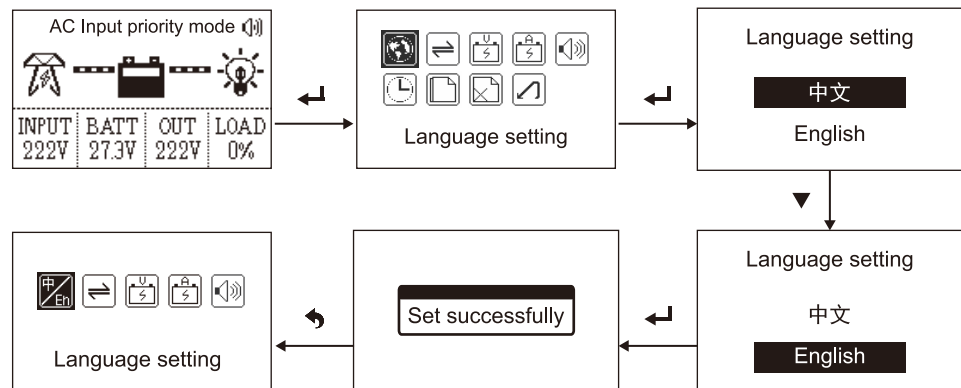 AC Input priority mode
INPUT BATT OUT LOAD
222V 27.3V 222V 0%
V A
Language setting
Language setting
中文
English
Language setting
中文
English
Set successfully
中 En V A
Language setting